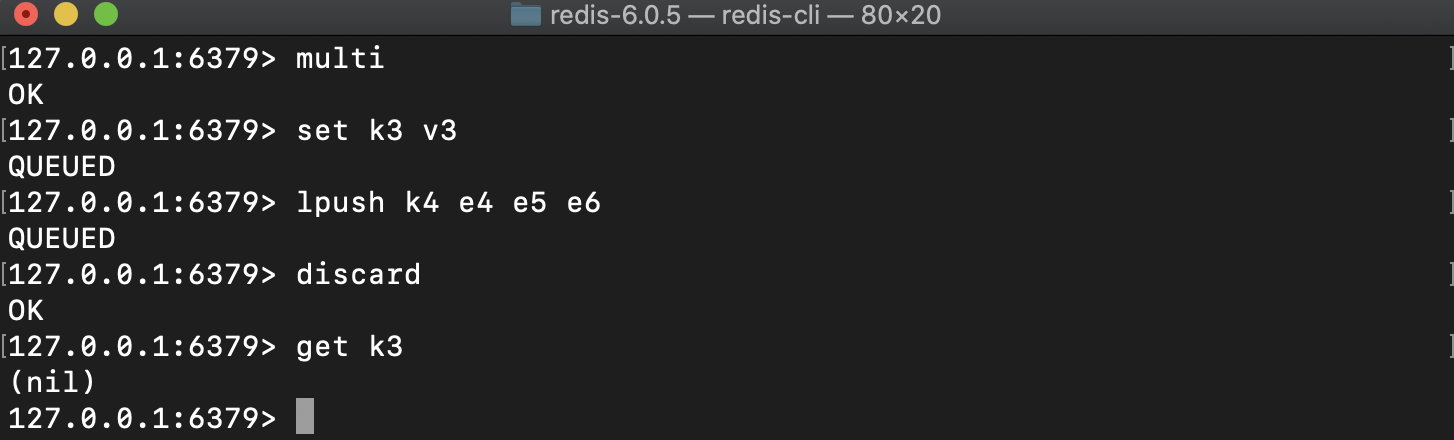 redis-6.0.5 — redis-cli — 80×20
[127.0.0.1:6379> multi ]
OK
[127.0.0.1:6379> set k3 v3 ]
QUEUED
[127.0.0.1:6379> lpush k4 e4 e5 e6 ]
QUEUED
[127.0.0.1:6379> discard ]
OK
[127.0.0.1:6379> get k3 ]
(nil)
127.0.0.1:6379>